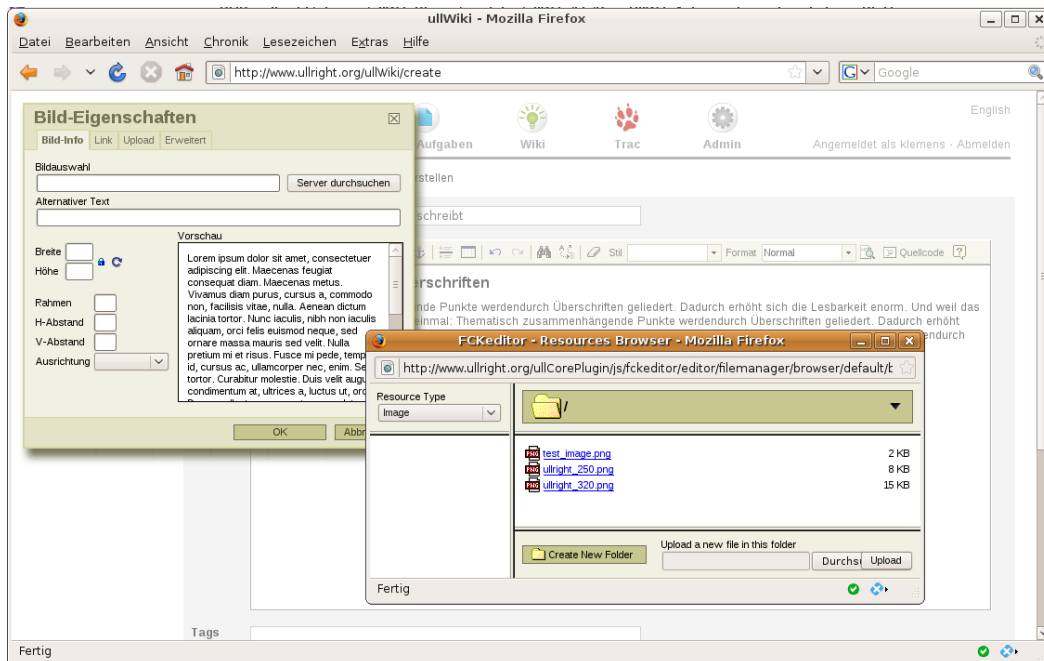 ullWiki - Mozilla Firefox
Datei Bearbeiten Ansicht Chronik Lesezeichen Extras Hilfe
http://www.ullright.org/ullWiki/create
G
Google
English
Aufgaben Wiki Trac Admin
Angemeldet als klemens - Abmelden
Bild-Eigenschaften
Bild-Info Link Upload Erweitert
Bildauswahl
Server durchsuchen
Alternativer Text
Breite
Höhe
Rahmen
H-Abstand
V-Abstand
Ausrichtung
Vorschau
Lorem ipsum dolor sit amet, consectetuer
adipiscing elit. Maecenas feugiat
consequat diam. Maecenas metus.
Vivamus diam purus, cursus a, commodo
non, facilisis vitae, nulla. Aenean dictum
lacinia tortor. Nunc iaculis, nibh non iaculis
aliquam, orci felis euismod neque, sed
ornare massa mauris sed velit. Nulla
pretium mi et risus. Fusce mi pede, temp
id, cursus ac, ullamcorper nec, enim. Se
tortor. Curabitur molestie. Duis velit augu
condimentum at, ultrices a, luctus ut, orc
OK
Abbr
rstellen
schreibt
Stil
Format Normal
Quellcode
erschriften
nde Punkte werdendurch Überschriften geliedert. Dadurch erhöht sich die Lesbarkeit enorm. Und weil das
einmal: Thematisch zusammenhängende Punkte werdendurch Überschriften geliedert. Dadurch erhöht
endurch
FCKeditor - Resources Browser - Mozilla Firefox
http://www.ullright.org/ullCorePlugin/js/fckeditor/editor/filemanager/browser/default/b
Resource Type
Image
/
PNG test_image.png 2 KB
PNG ullright_250.png 8 KB
PNG ullright_320.png 15 KB
Create New Folder
Upload a new file in this folder
Durchs
Upload
Fertig
Tags
Fertig